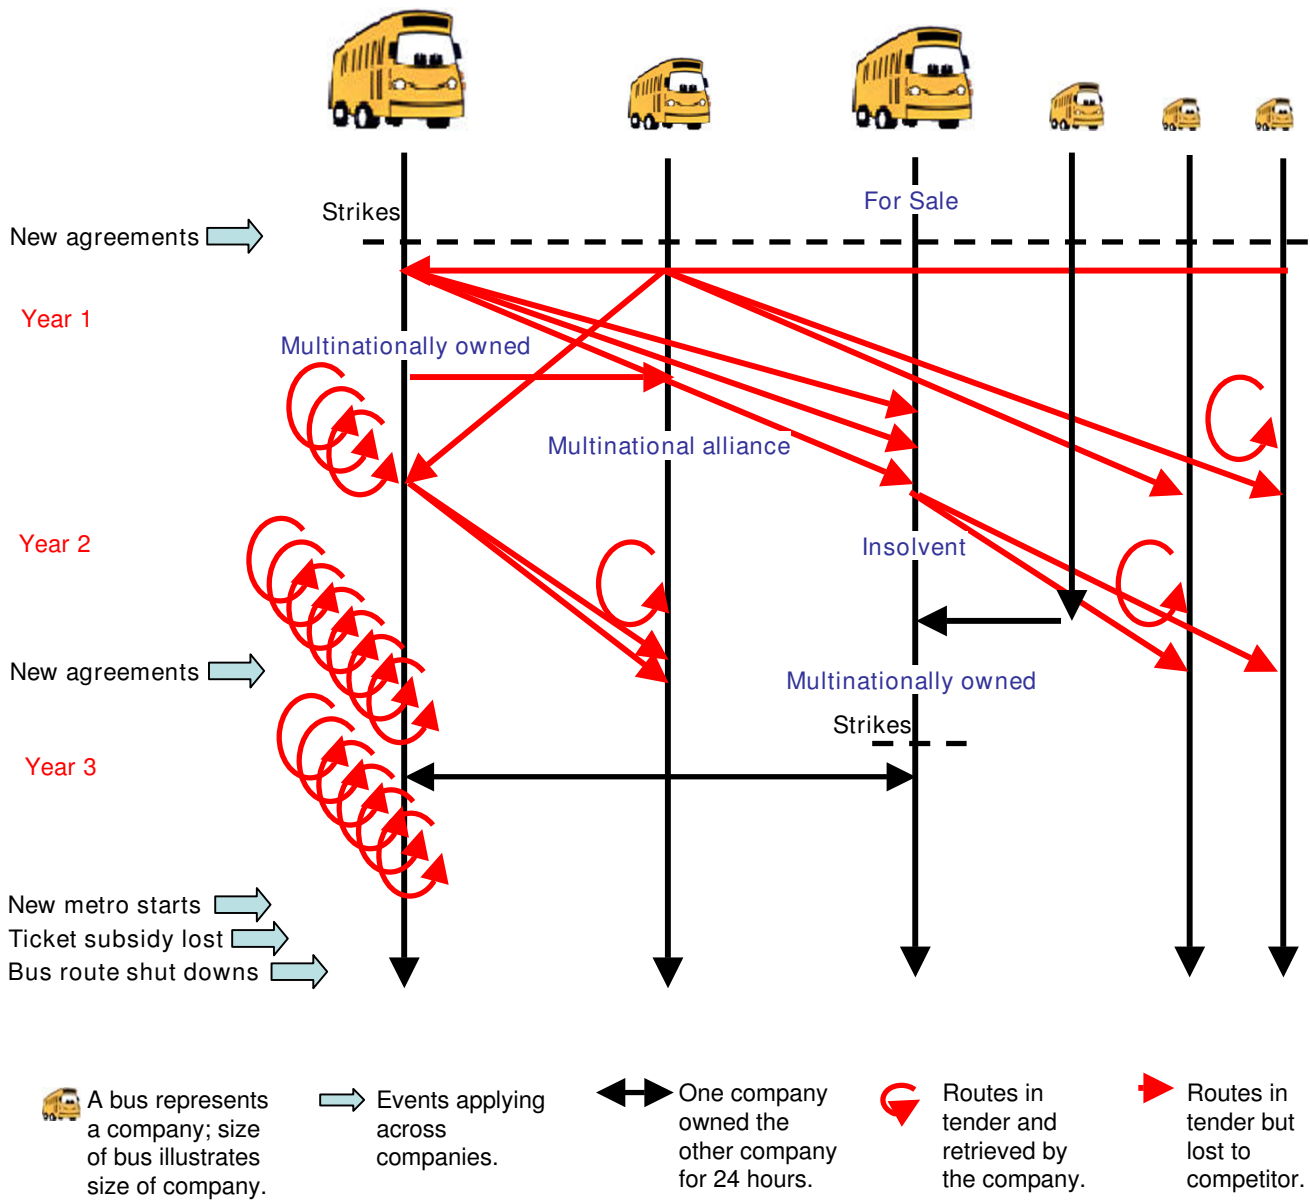 For Sale
Strikes
New agreements
Year 1
Multinationally owned
Multinational alliance
Year 2
Insolvent
New agreements
Multinationally owned
Strikes
Year 3
New metro starts
Ticket subsidy lost
Bus route shut downs
A bus represents
a company; size
of bus illustrates
size of company.
Events applying
across
companies.
One company
owned the
other company
for 24 hours.
Routes in
tender and
retrieved by
the company.
Routes in
tender but
lost to
competitor.